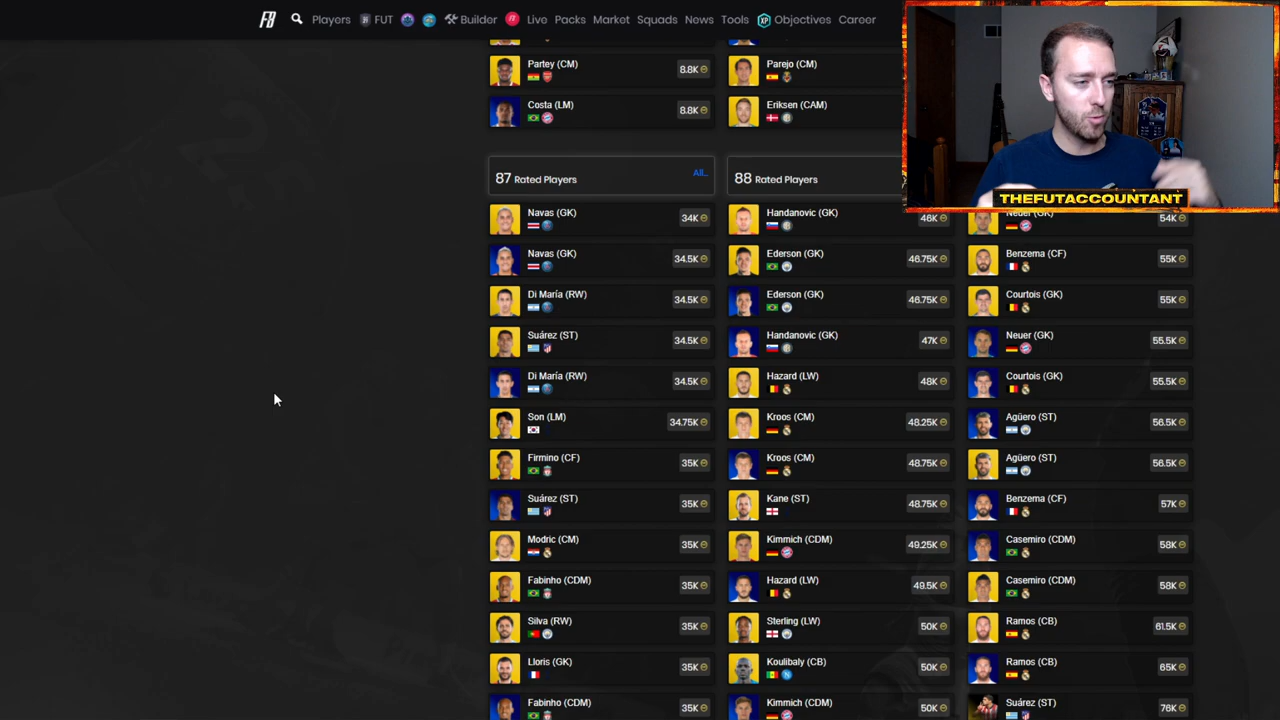 FB Players FUT Builder Live Packs Market Squads News Tools XP Objectives Career
Partey (CM) 8.8K
Costa (LM) 8.8K
Parejo (CM)
Eriksen (CAM)
THEFUTACCOUNTANT
87 Rated Players All..
Navas (GK) 34K
Navas (GK) 34.5K
Di María (RW) 34.5K
Suárez (ST) 34.5K
Di María (RW) 34.5K
Son (LM) 34.75K
Firmino (CF) 35K
Suárez (ST) 35K
Modric (CM) 35K
Fabinho (CDM) 35K
Silva (RW) 35K
Lloris (GK) 35K
Fabinho (CDM) 35K
88 Rated Players
Handanovic (GK) 46K
Ederson (GK) 46.75K
Ederson (GK) 46.75K
Handanovic (GK) 47K
Hazard (LW) 48K
Kroos (CM) 48.25K
Kroos (CM) 48.75K
Kane (ST) 48.75K
Kimmich (CDM) 49.25K
Hazard (LW) 49.5K
Sterling (LW) 50K
Koulibaly (CB) 50K
Kimmich (CDM) 50K
Neuer (GK) 54K
Benzema (CF) 55K
Courtois (GK) 55K
Neuer (GK) 55.5K
Courtois (GK) 55.5K
Agüero (ST) 56.5K
Agüero (ST) 56.5K
Benzema (CF) 57K
Casemiro (CDM) 58K
Casemiro (CDM) 58K
Ramos (CB) 61.5K
Ramos (CB) 65K
Suárez (ST) 76K